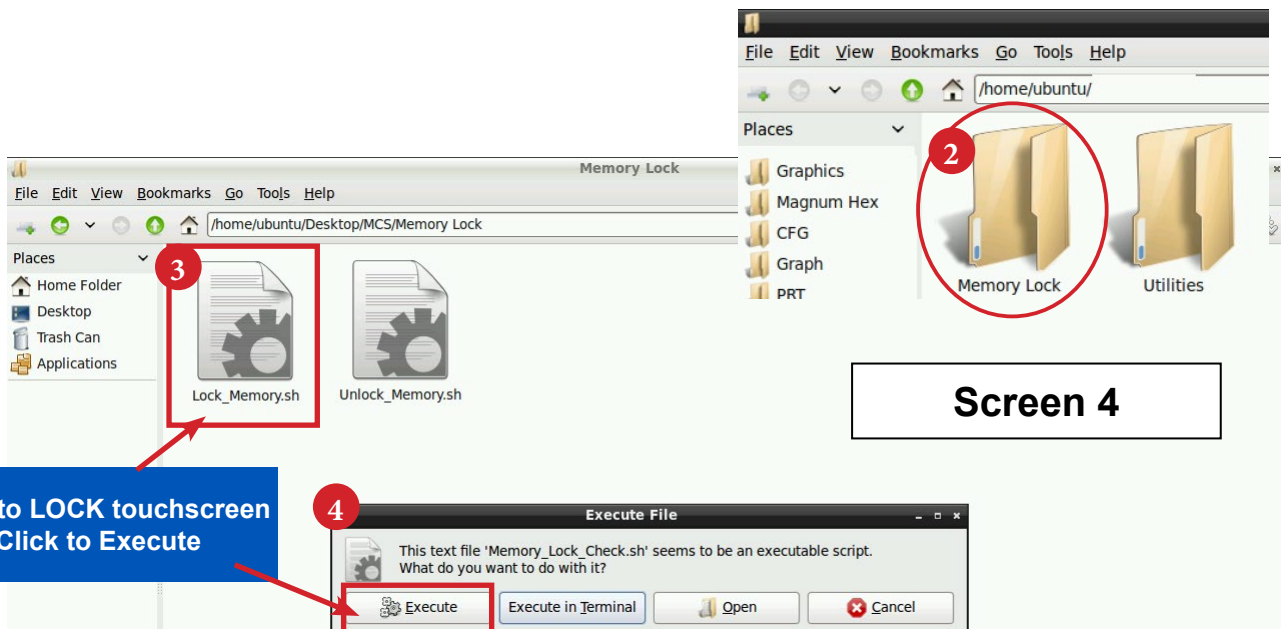 File Edit View Bookmarks Go Tools Help
/home/ubuntu/
Places
Graphics
Magnum Hex
CFG
Graph
PRT
2
Memory Lock
Utilities
Memory Lock
File Edit View Bookmarks Go Tools Help
/home/ubuntu/Desktop/MCS/Memory Lock
Places
Home Folder
Desktop
Trash Can
Applications
3
Lock_Memory.sh
Unlock_Memory.sh
Screen 4
to LOCK touchscreen
Click to Execute
4
Execute File
This text file 'Memory_Lock_Check.sh' seems to be an executable script.
What do you want to do with it?
Execute
Execute in Terminal
Open
Cancel